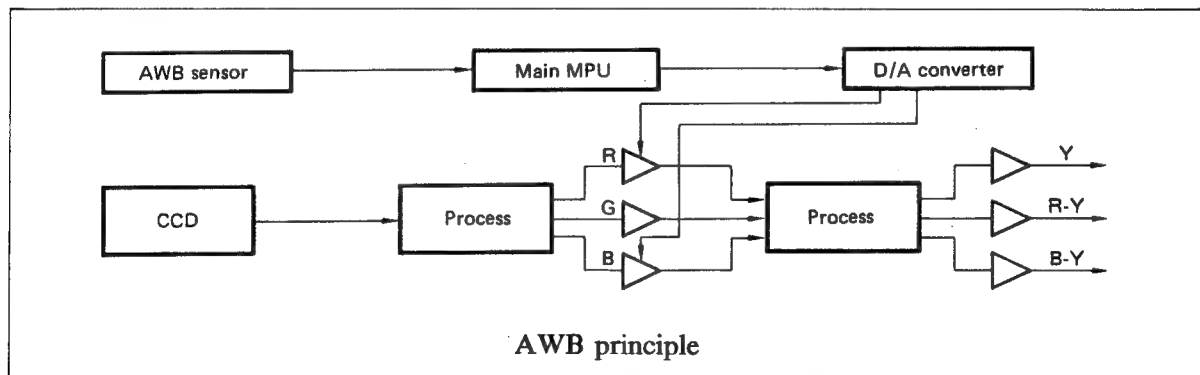 AWB sensor
Main MPU
D/A converter
R
Y
CCD
Process
G
Process
R-Y
B
B-Y
AWB principle